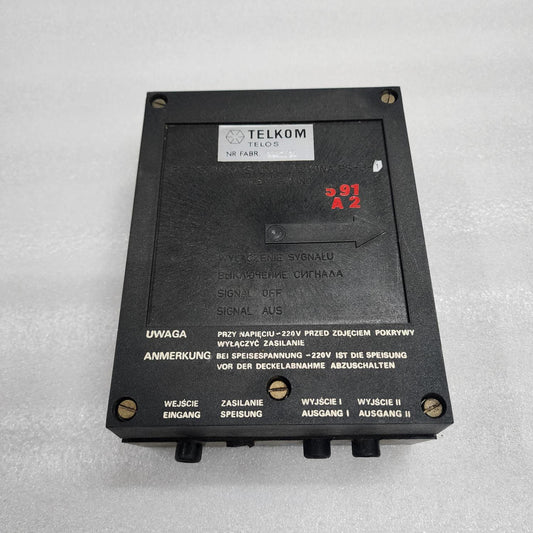 TELKOM
TELOS
NR FABR.
ɔ 91
A 2
WYŁĄCZENIE SYGNAŁU
ВЫКЛЮЧЕНИЕ СИГНАЛА
SIGNAL OFF
SIGNAL AUS
UWAGA PRZY NAPIĘCIU ~220V PRZED ZDJĘCIEM POKRYWY
WYŁĄCZYĆ ZASILANIE
ANMERKUNG BEI SPEISESPANNUNG ~220V IST DIE SPEISUNG
VOR DER DECKELABNAHME ABZUSCHALTEN
WEJŚCIE ZASILANIE WYJŚCIE I WYJŚCIE II
EINGANG SPEISUNG AUSGANG I AUSGANG II